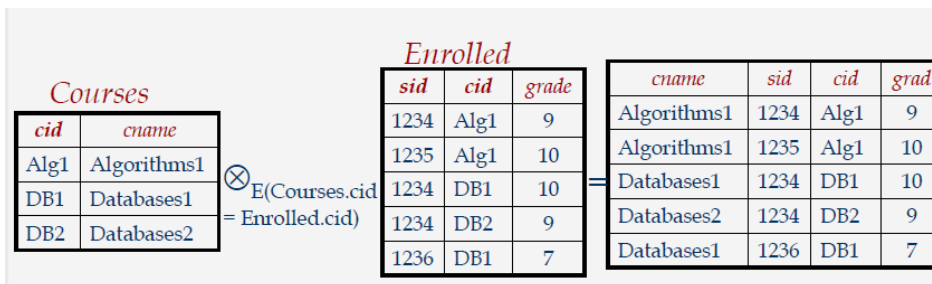 Courses
cid cname
Alg1 Algorithms1
DB1 Databases1
DB2 Databases2
⊗E(Courses.cid
= Enrolled.cid)
Enrolled
sid cid grade
1234 Alg1 9
1235 Alg1 10
1234 DB1 10
1234 DB2 9
1236 DB1 7
=
cname sid cid grad
Algorithms1 1234 Alg1 9
Algorithms1 1235 Alg1 10
Databases1 1234 DB1 10
Databases2 1234 DB2 9
Databases1 1236 DB1 7